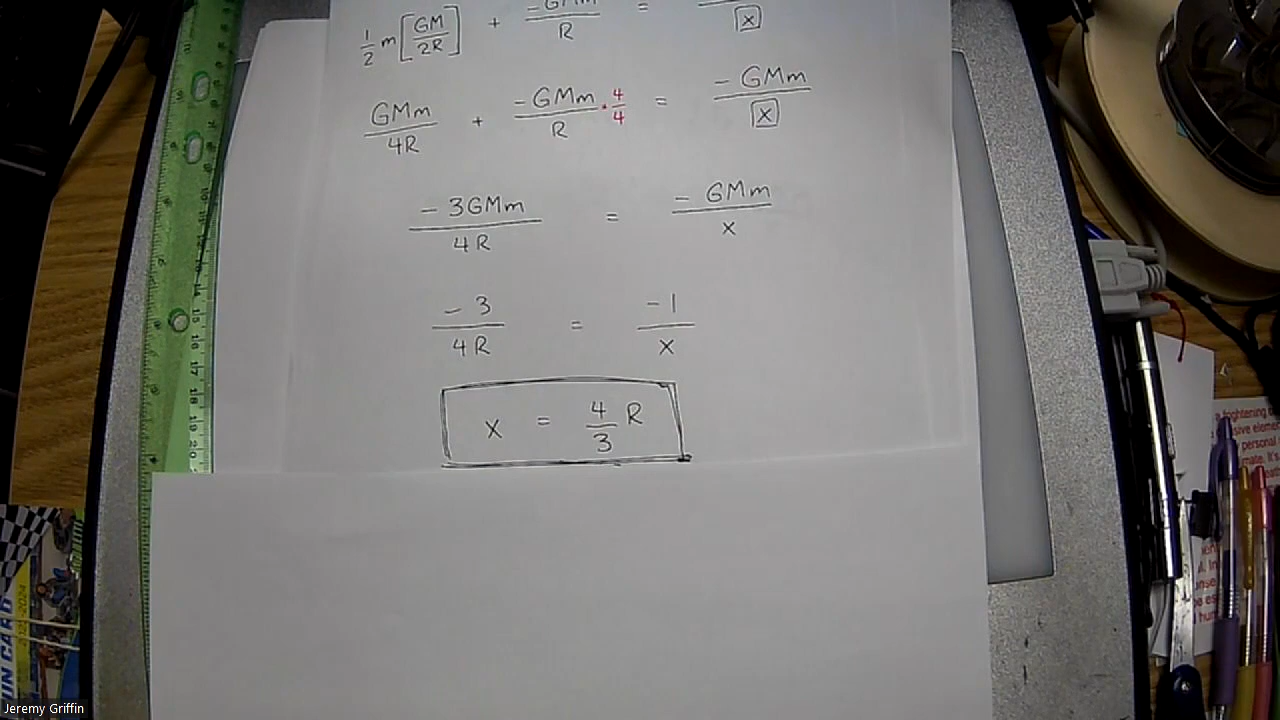 1/2 m[GM/2R] + -GMm/R = /[x]
GMm/4R + -GMm/R · 4/4 = -GMm/[x]
-3GMm/4R = -GMm/x
-3/4R = -1/x
x = 4/3 R
Jeremy Griffin